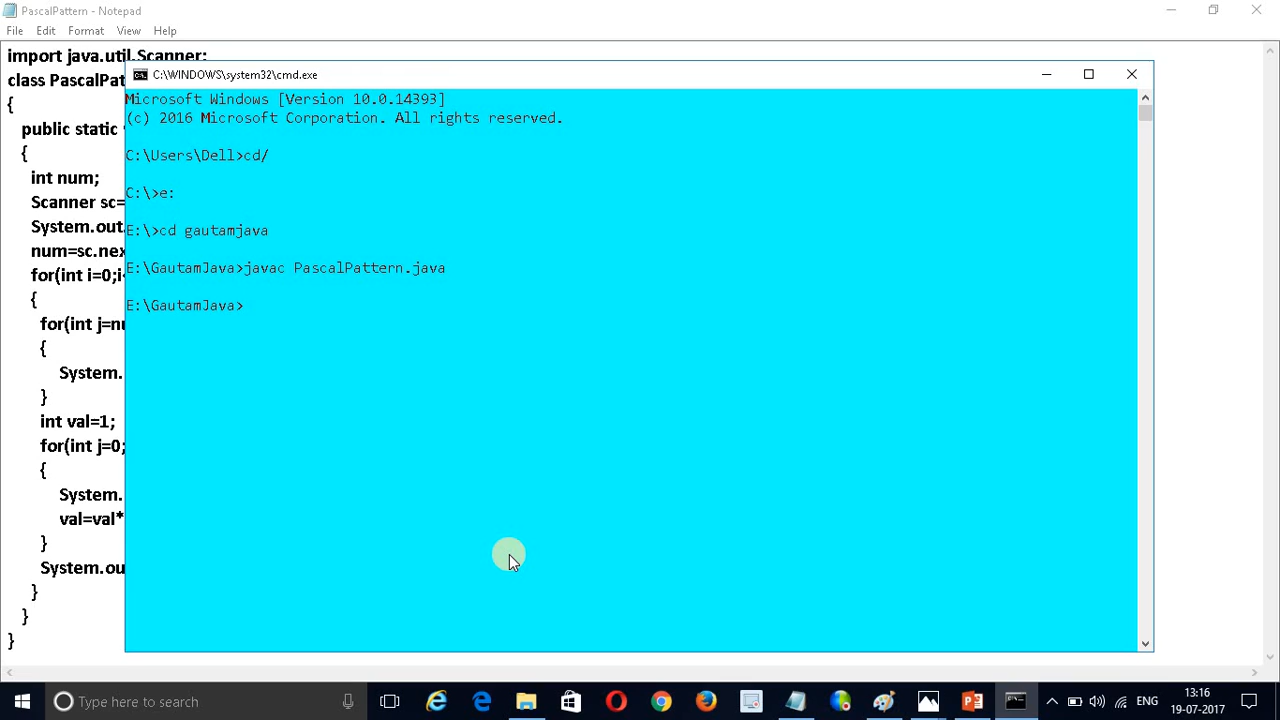 PascalPattern - Notepad
File Edit Format View Help
import java.util.Scanner;
class PascalPat
{
public static
{
int num;
Scanner sc=
System.out.
num=sc.nex
for(int i=0;i
{
for(int j=nu
{
System.
}
int val=1;
for(int j=0;
{
System.
val=val*
}
System.ou
}
}
}
C:\WINDOWS\system32\cmd.exe
Microsoft Windows [Version 10.0.14393]
(c) 2016 Microsoft Corporation. All rights reserved.
C:\Users\Dell>cd/
C:\>e:
E:\>cd gautamjava
E:\GautamJava>javac PascalPattern.java
E:\GautamJava>
Type here to search
ENG
13:16
19-07-2017